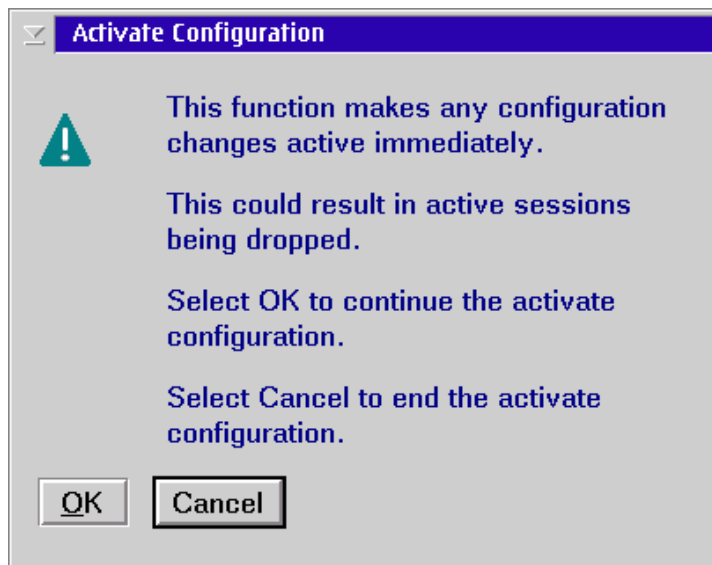 Activate Configuration
This function makes any configuration
changes active immediately.
This could result in active sessions
being dropped.
Select OK to continue the activate
configuration.
Select Cancel to end the activate
configuration.
OK
Cancel